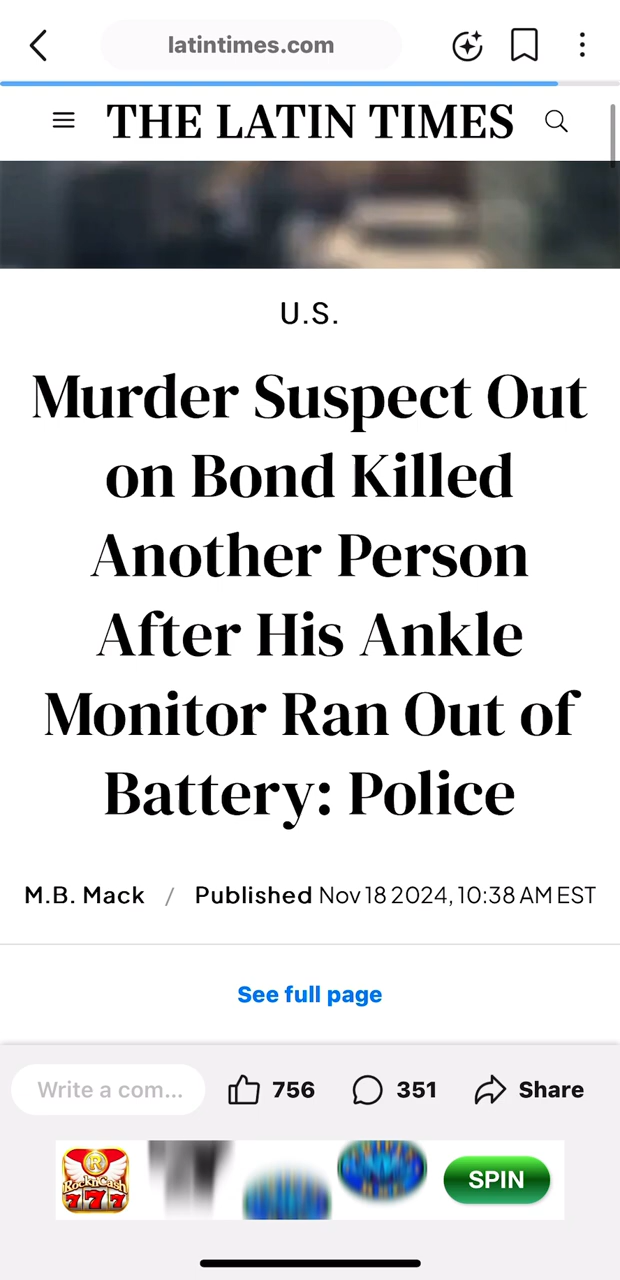 latintimes.com
THE LATIN TIMES
U.S.
Murder Suspect Out
on Bond Killed
Another Person
After His Ankle
Monitor Ran Out of
Battery: Police
M.B. Mack / Published Nov 18 2024, 10:38 AM EST
See full page
Write a com... 756 351 Share
R
RocknCash
777
SPIN